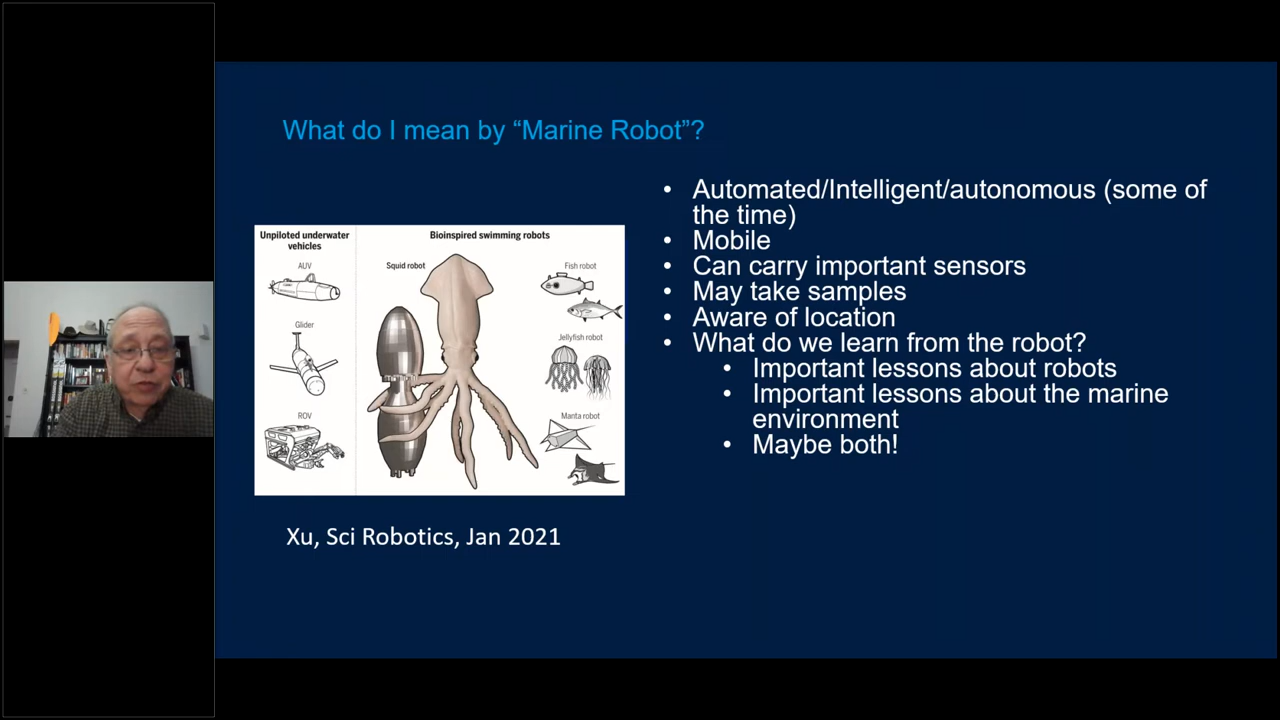 What do I mean by “Marine Robot”?
Unpiloted underwater
vehicles
AUV
Glider
ROV
Bioinspired swimming robots
Squid robot
Fish robot
Jellyfish robot
Manta robot
Xu, Sci Robotics, Jan 2021
• Automated/Intelligent/autonomous (some of
the time)
• Mobile
• Can carry important sensors
• May take samples
• Aware of location
• What do we learn from the robot?
• Important lessons about robots
• Important lessons about the marine
environment
• Maybe both!